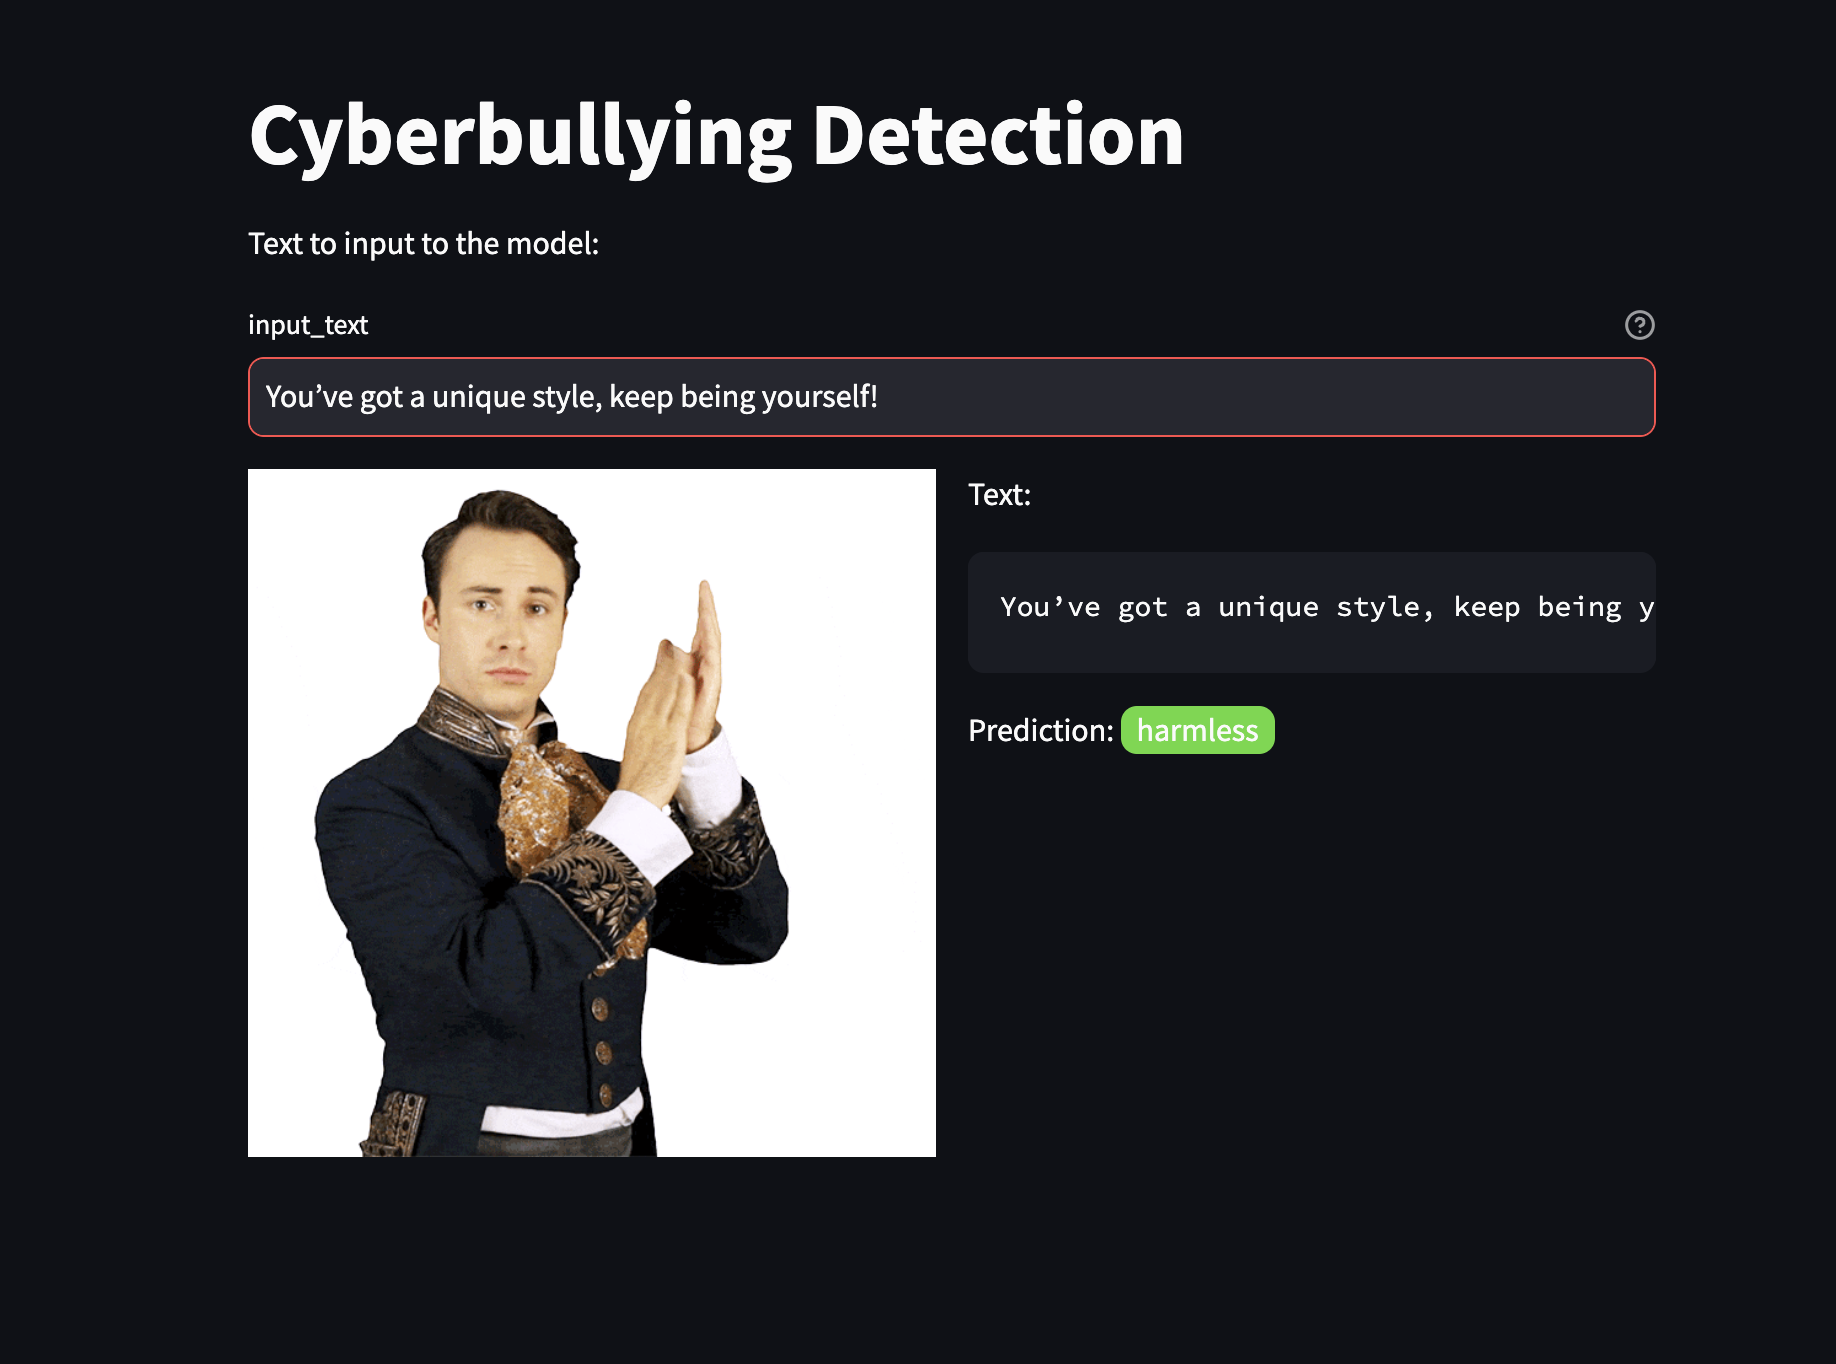 Cyberbullying Detection
Text to input to the model:
input_text
You’ve got a unique style, keep being yourself!
Text:
You’ve got a unique style, keep being y
Prediction: harmless